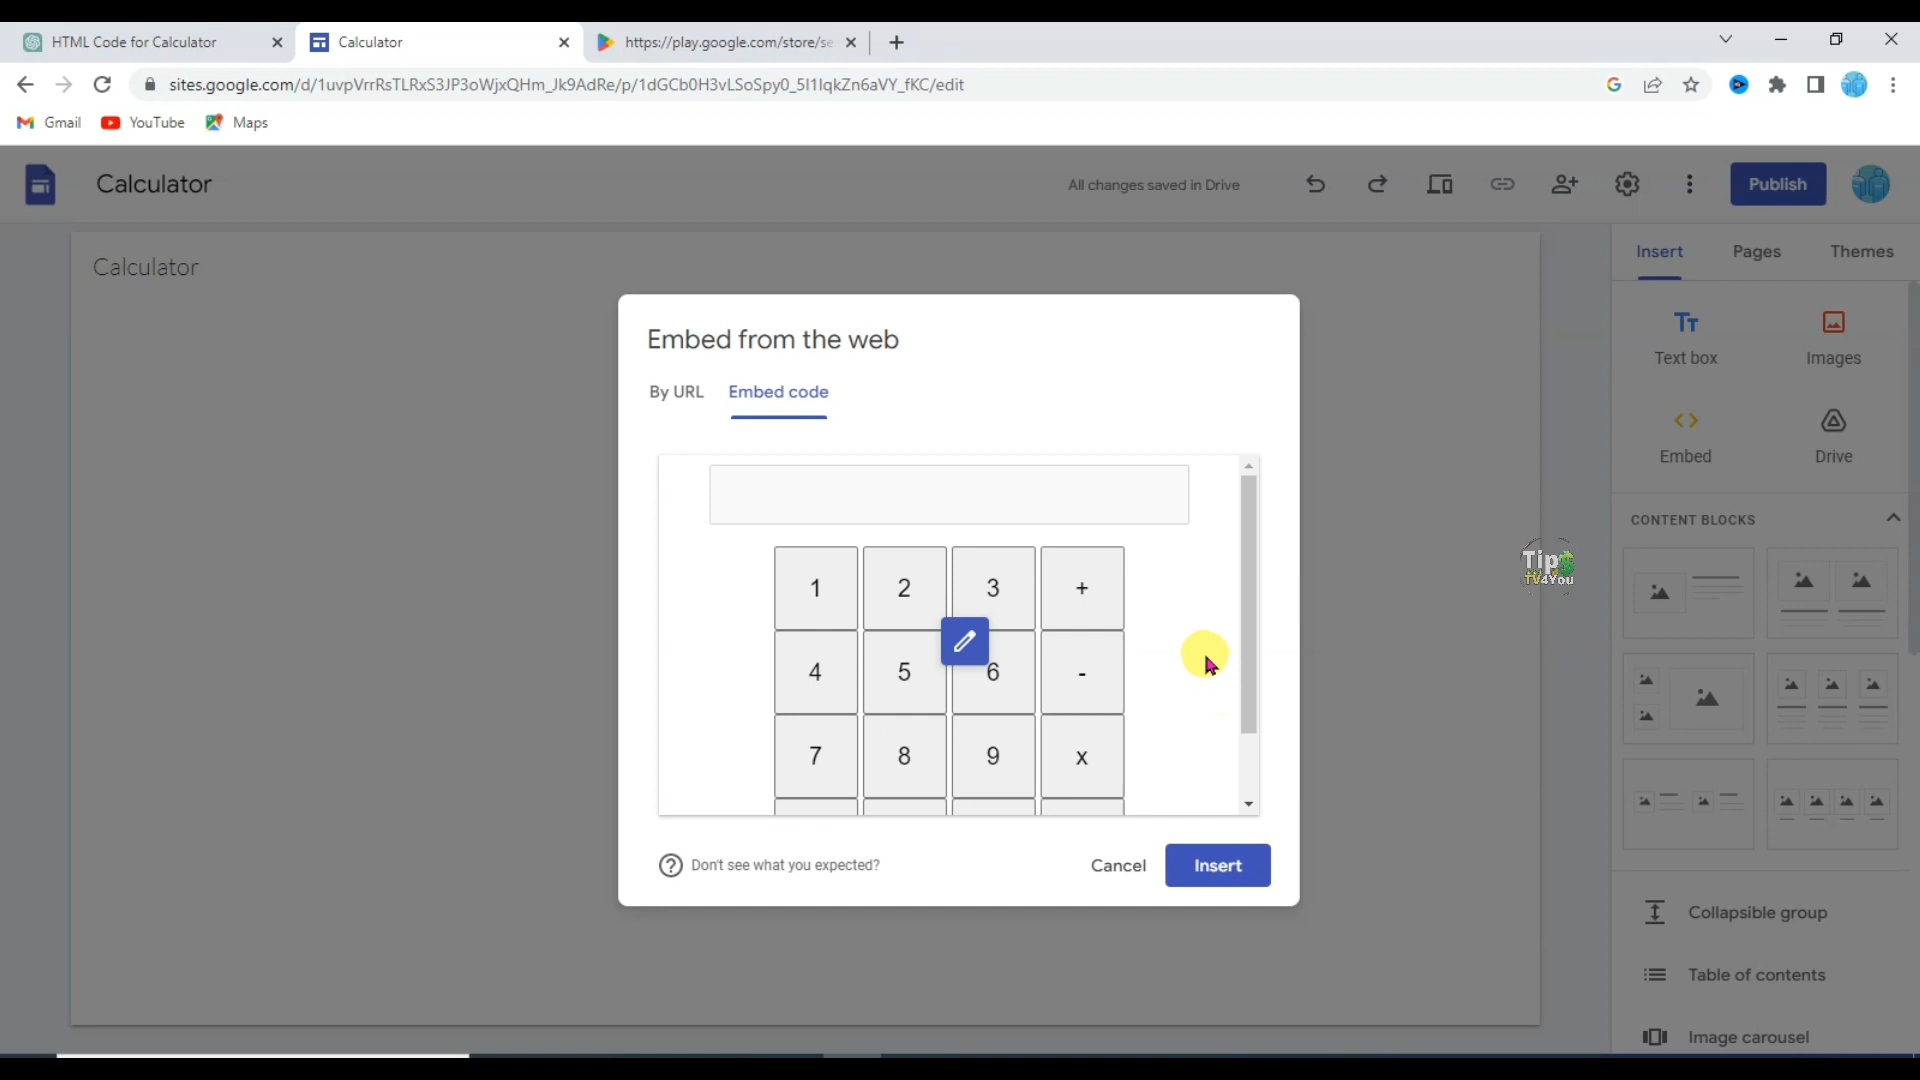 HTML Code for Calculator
Calculator
https://play.google.com/store/se
sites.google.com/d/1uvpVrrRsTLRxS3JP3oWjxQHm_Jk9AdRe/p/1dGCb0H3vLSoSpy0_5I1IqkZn6aVY_fKC/edit
Gmail
YouTube
Maps
Calculator
All changes saved in Drive
Publish
Calculator
Insert
Pages
Themes
Embed from the web
By URL
Embed code
Tt
Text box
Images
Embed
Drive
CONTENT BLOCKS
1 2 3 +
4 5 6 -
7 8 9 x
Tips
TV4You
Don't see what you expected?
Cancel
Insert
Collapsible group
Table of contents
Image carousel